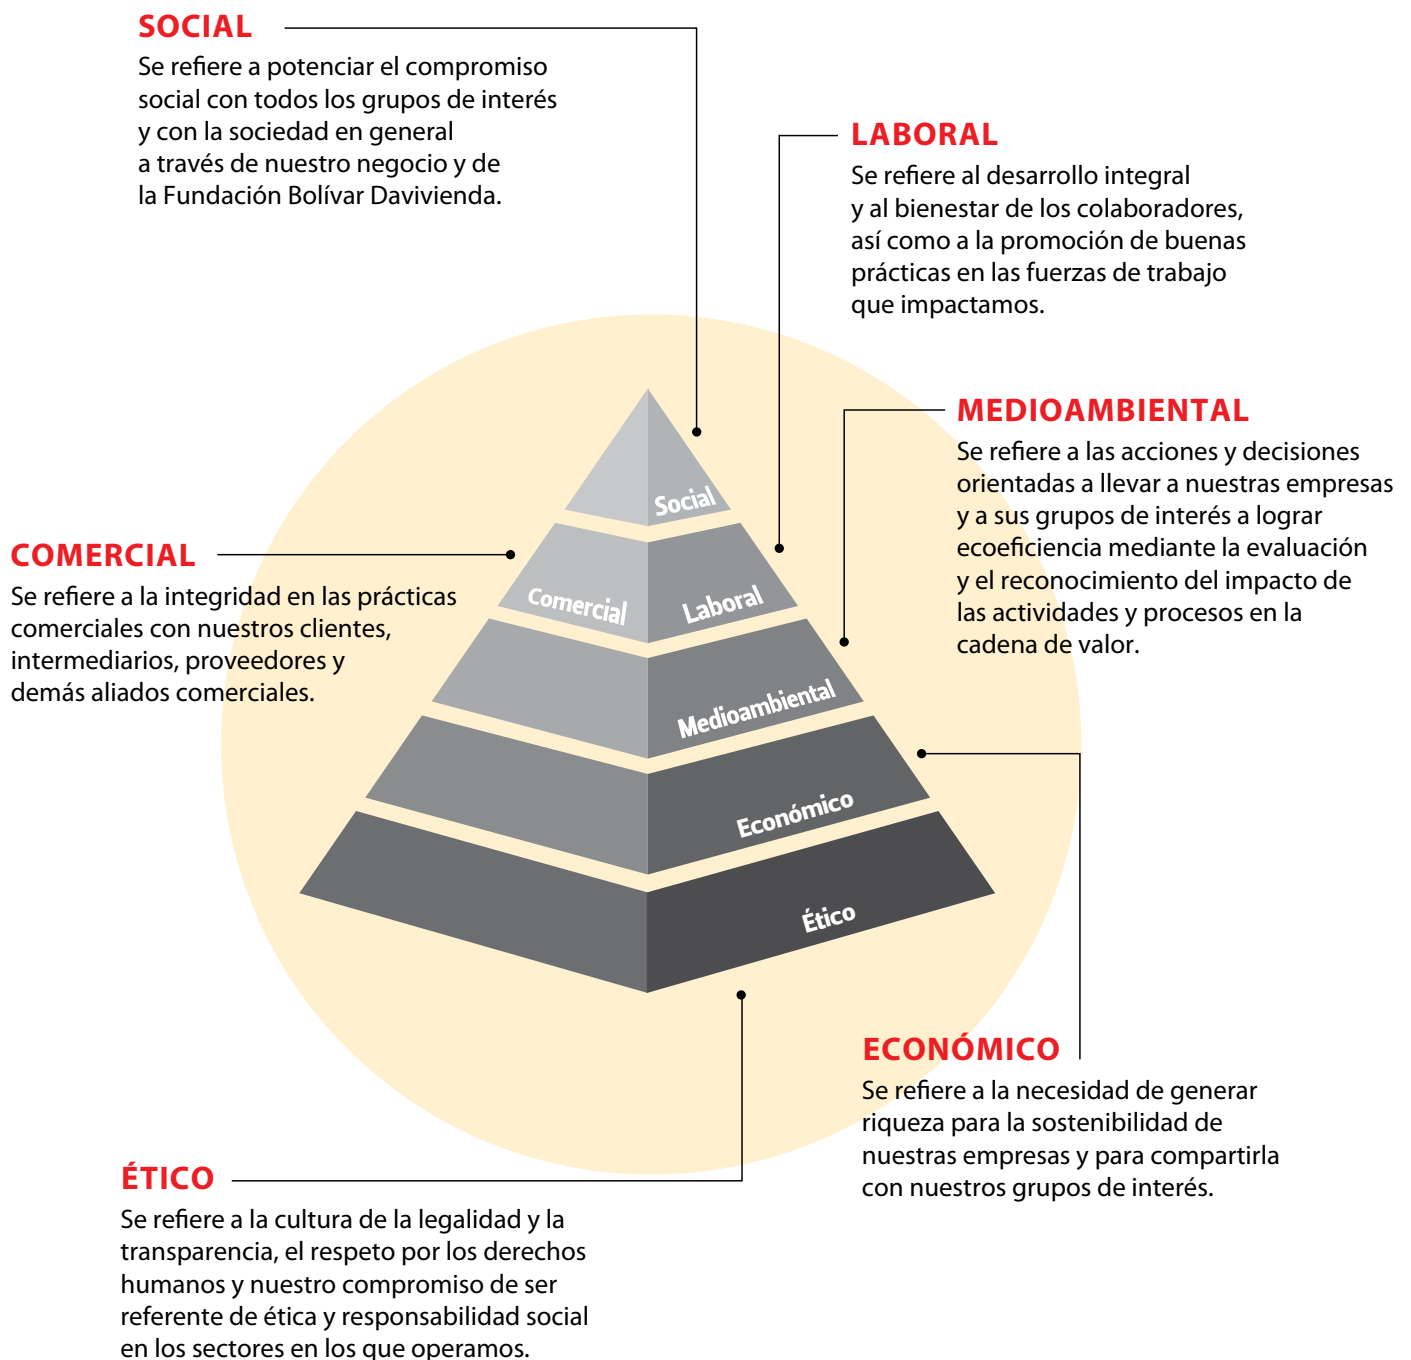 SOCIAL
Se refiere a potenciar el compromiso
social con todos los grupos de interés
y con la sociedad en general
a través de nuestro negocio y de
la Fundación Bolívar Davivienda.
LABORAL
Se refiere al desarrollo integral
y al bienestar de los colaboradores,
así como a la promoción de buenas
prácticas en las fuerzas de trabajo
que impactamos.
MEDIOAMBIENTAL
Se refiere a las acciones y decisiones
orientadas a llevar a nuestras empresas
y a sus grupos de interés a lograr
ecoeficiencia mediante la evaluación
y el reconocimiento del impacto de
las actividades y procesos en la
cadena de valor.
COMERCIAL
Se refiere a la integridad en las prácticas
comerciales con nuestros clientes,
intermediarios, proveedores y
demás aliados comerciales.
Social
Comercial
Laboral
Medioambiental
Económico
Ético
ECONÓMICO
Se refiere a la necesidad de generar
riqueza para la sostenibilidad de
nuestras empresas y para compartirla
con nuestros grupos de interés.
ÉTICO
Se refiere a la cultura de la legalidad y la
transparencia, el respeto por los derechos
humanos y nuestro compromiso de ser
referente de ética y responsabilidad social
en los sectores en los que operamos.